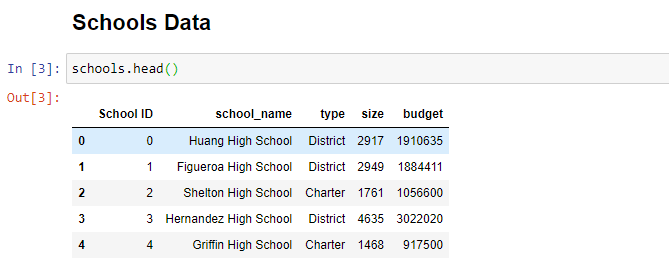 Schools Data
In [3]: schools.head()
Out[3]:
School ID school_name type size budget
0 0 Huang High School District 2917 1910635
1 1 Figueroa High School District 2949 1884411
2 2 Shelton High School Charter 1761 1056600
3 3 Hernandez High School District 4635 3022020
4 4 Griffin High School Charter 1468 917500